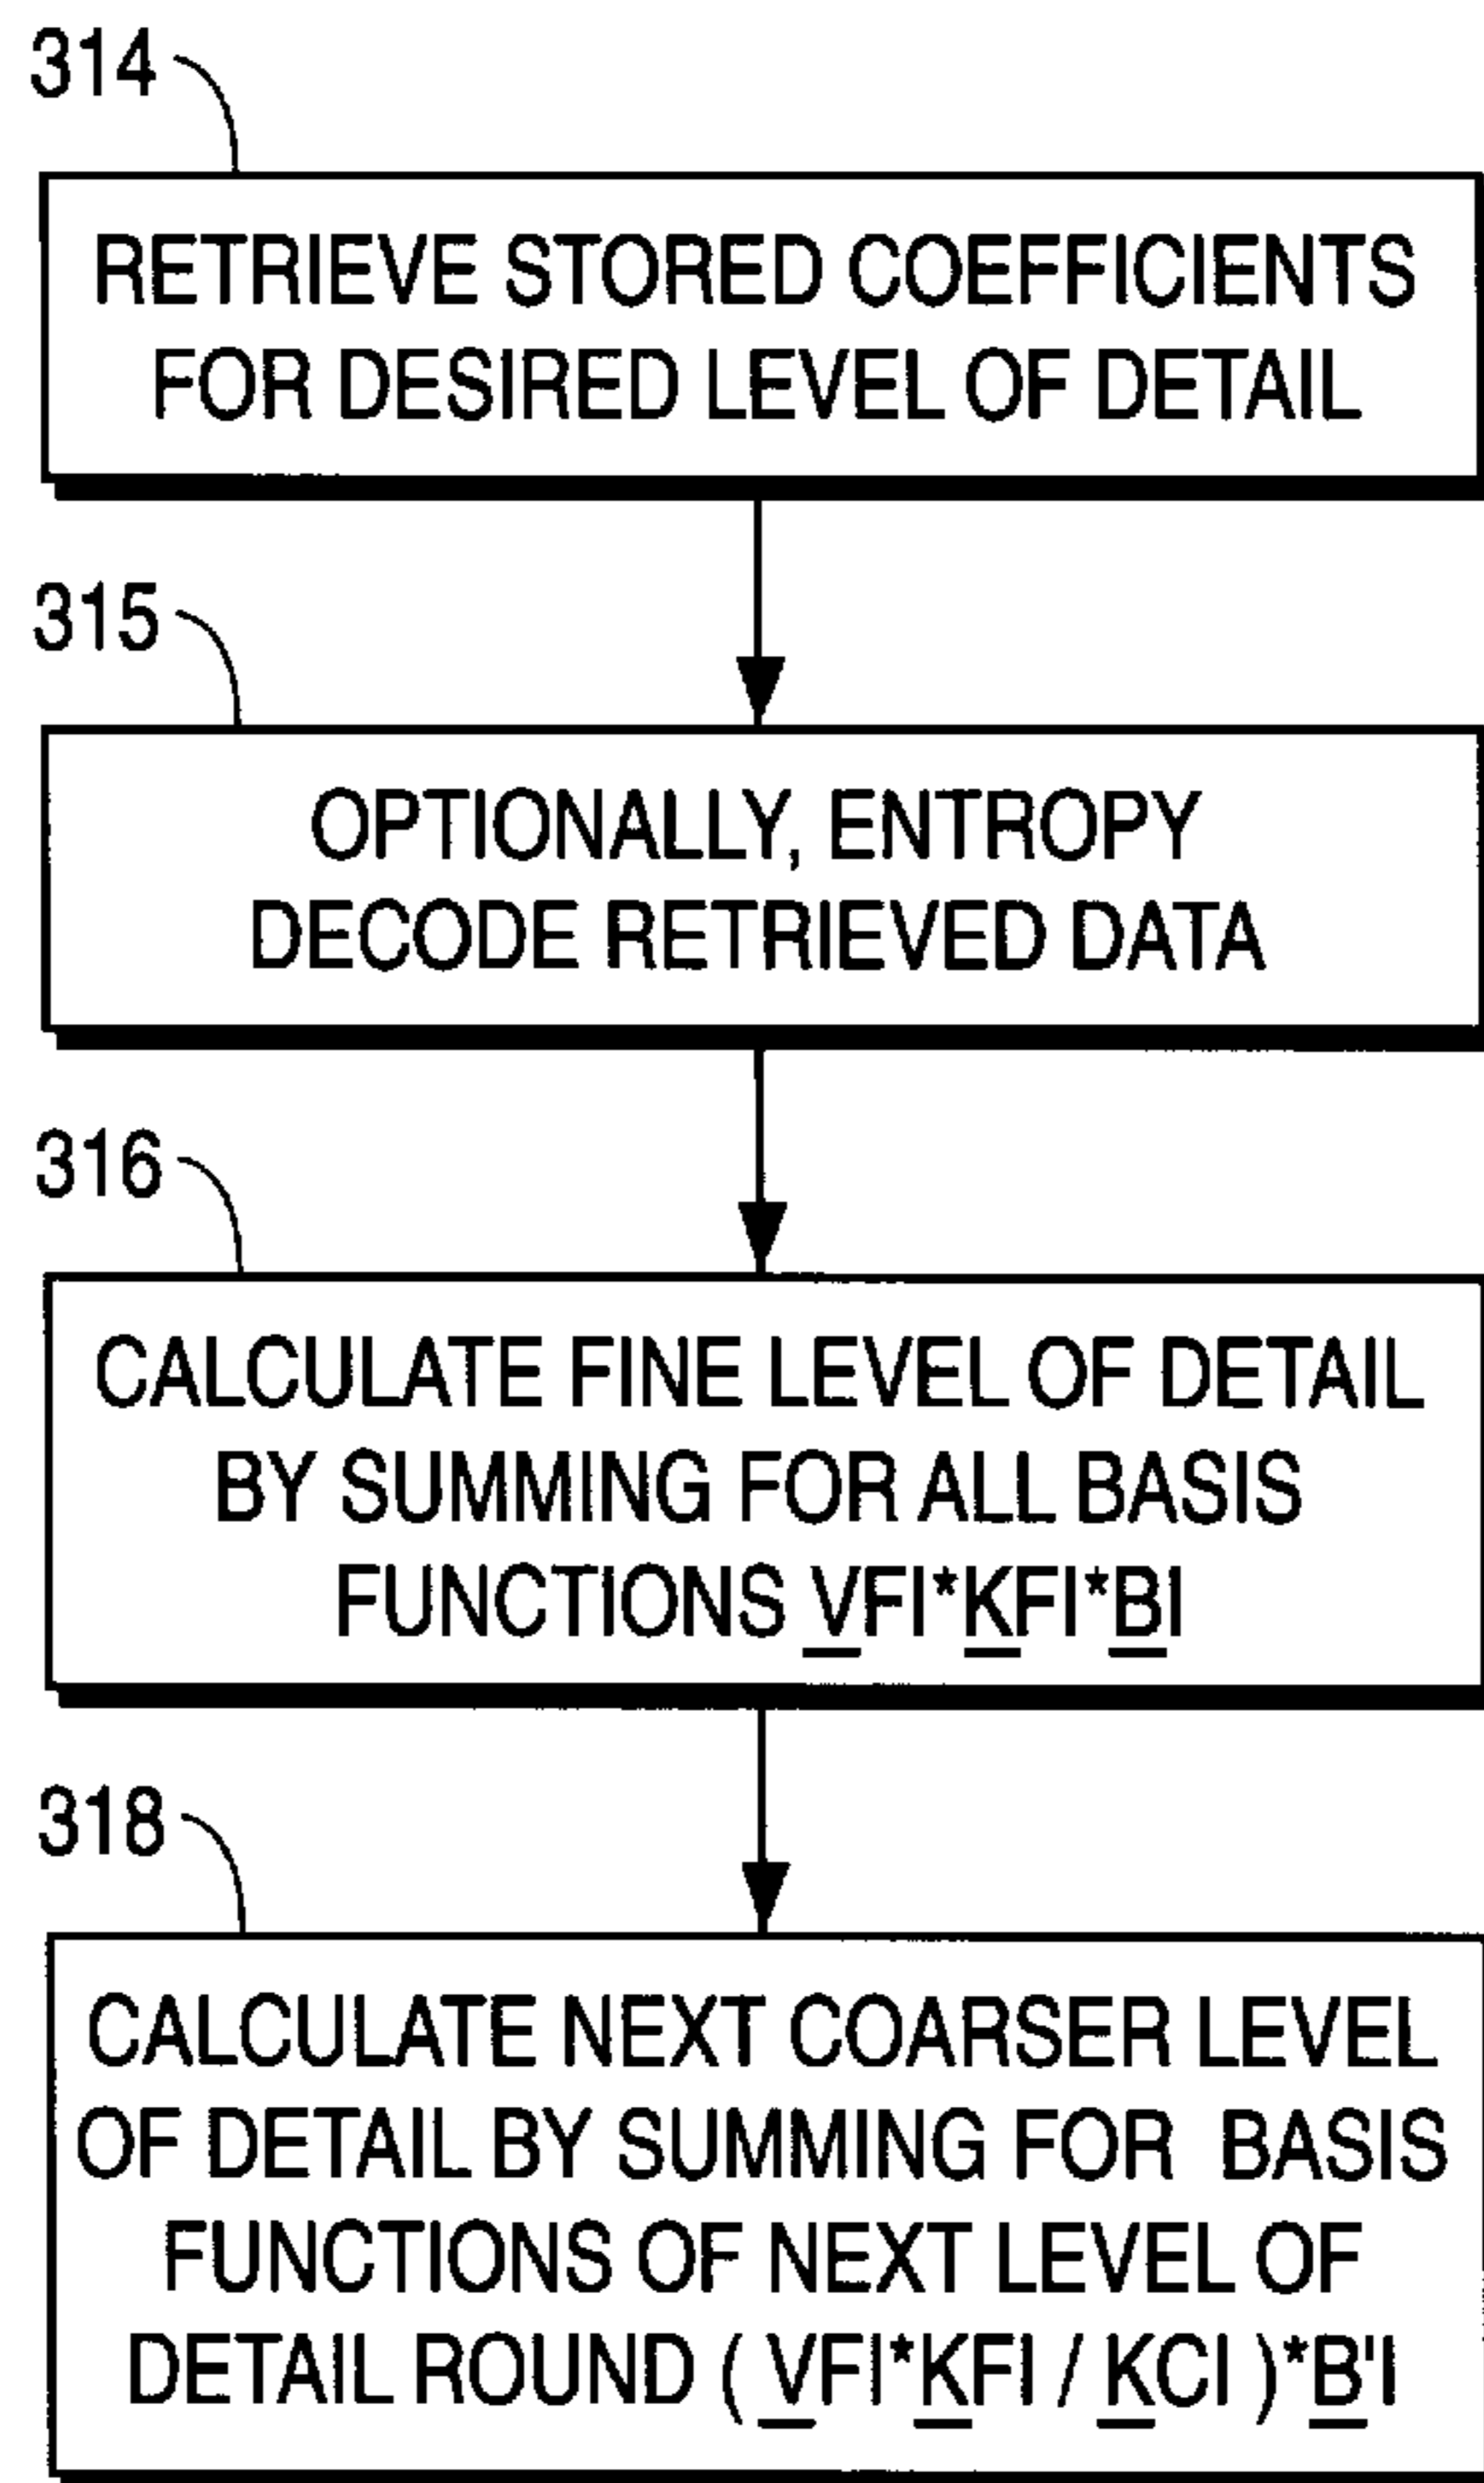 314
RETRIEVE STORED COEFFICIENTS
FOR DESIRED LEVEL OF DETAIL
315
OPTIONALLY, ENTROPY
DECODE RETRIEVED DATA
316
CALCULATE FINE LEVEL OF DETAIL
BY SUMMING FOR ALL BASIS
FUNCTIONS VFI*KFI*BI
318
CALCULATE NEXT COARSER LEVEL
OF DETAIL BY SUMMING FOR BASIS
FUNCTIONS OF NEXT LEVEL OF
DETAIL ROUND ( VFI*KFI / KCI )*B'I